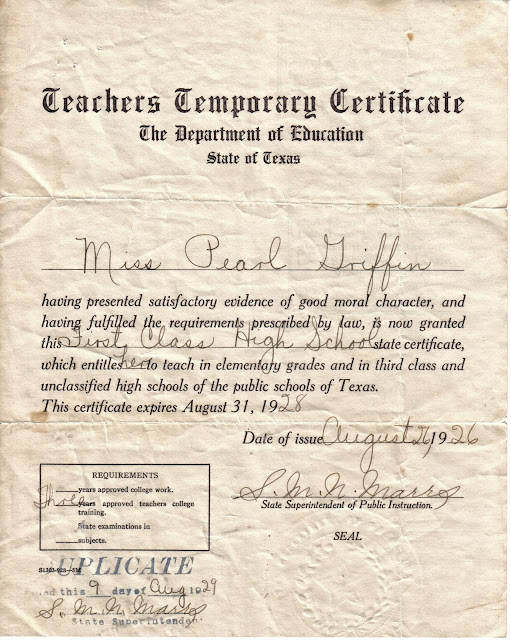 Teachers Temporary Certificate
The Department of Education
State of Texas
Miss Pearl Griffin
having presented satisfactory evidence of good moral character, and
having fulfilled the requirements prescribed by law, is now granted
this First Class High School state certificate,
which entitles her to teach in elementary grades and in third class and
unclassified high schools of the public schools of Texas.
This certificate expires August 31, 1928
Date of issue August 26, 1926
REQUIREMENTS
years approved college work.
Three years approved teachers college
training.
State examinations in
subjects.
S. M. N. Marrs
State Superintendent of Public Instruction.
SEAL
UPLICATE
d this 9 day of Aug 1929
S. M. N. Marrs
State Superintendent